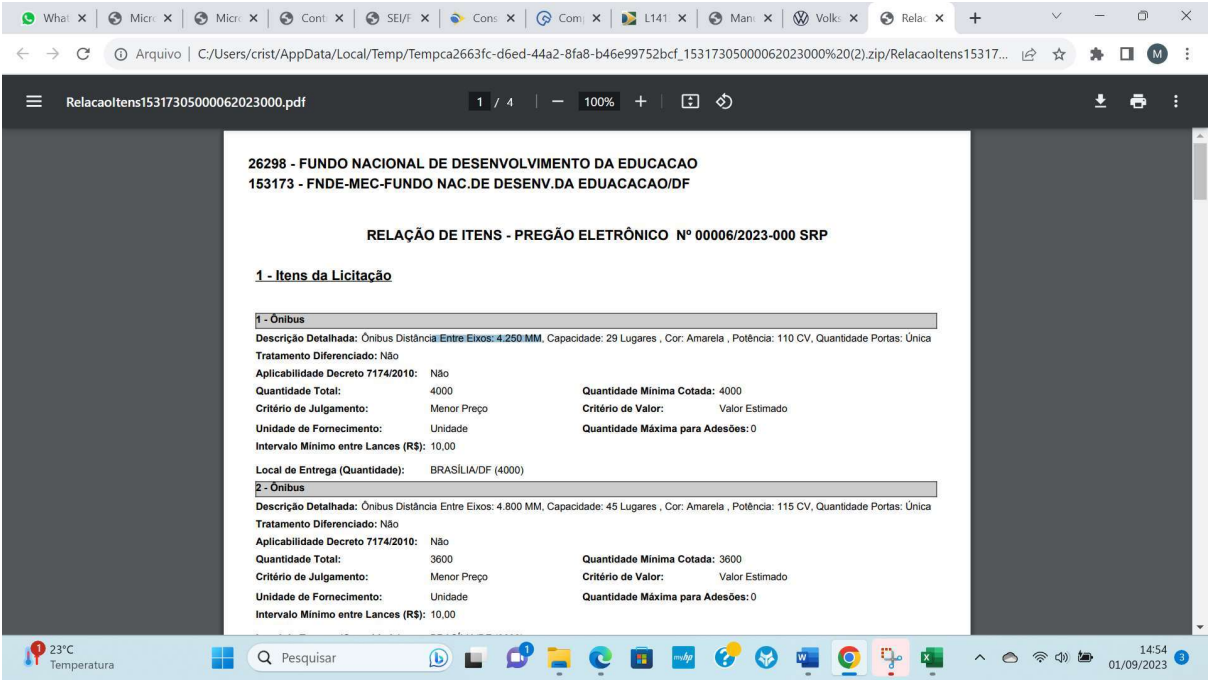 What
Micro
Micro
Cont
SEI/F
Cons
Com
L141
Man
Volks
Relac
Arquivo | C:/Users/crist/AppData/Local/Temp/Tempca2663fc-d6ed-44a2-8fa8-b46e99752bcf_15317305000062023000%20(2).zip/RelacaoItens15317...
M
RelacaoItens15317305000062023000.pdf
1 / 4
100%
26298 - FUNDO NACIONAL DE DESENVOLVIMENTO DA EDUCACAO
153173 - FNDE-MEC-FUNDO NAC.DE DESENV.DA EDUACACAO/DF
RELAÇÃO DE ITENS - PREGÃO ELETRÔNICO Nº 00006/2023-000 SRP
1 - Itens da Licitação
1 - Ônibus
Descrição Detalhada: Ônibus Distância Entre Eixos: 4.250 MM, Capacidade: 29 Lugares , Cor: Amarela , Potência: 110 CV, Quantidade Portas: Única
Tratamento Diferenciado: Não
Aplicabilidade Decreto 7174/2010: Não
Quantidade Total: 4000 Quantidade Mínima Cotada: 4000
Critério de Julgamento: Menor Preço Critério de Valor: Valor Estimado
Unidade de Fornecimento: Unidade Quantidade Máxima para Adesões: 0
Intervalo Mínimo entre Lances (R$): 10,00
Local de Entrega (Quantidade): BRASÍLIA/DF (4000)
2 - Ônibus
Descrição Detalhada: Ônibus Distância Entre Eixos: 4.800 MM, Capacidade: 45 Lugares , Cor: Amarela , Potência: 115 CV, Quantidade Portas: Única
Tratamento Diferenciado: Não
Aplicabilidade Decreto 7174/2010: Não
Quantidade Total: 3600 Quantidade Mínima Cotada: 3600
Critério de Julgamento: Menor Preço Critério de Valor: Valor Estimado
Unidade de Fornecimento: Unidade Quantidade Máxima para Adesões: 0
Intervalo Mínimo entre Lances (R$): 10,00
1
23°C
Temperatura
Pesquisar
1
myhp
14:54
01/09/2023
3